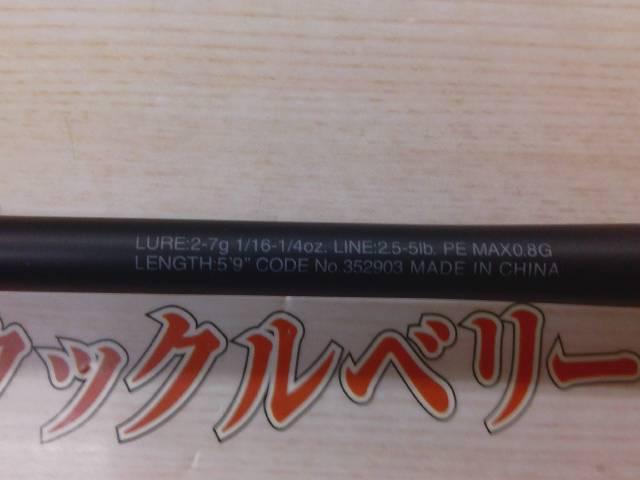 LURE:2-7g 1/16-1/4oz. LINE:2.5-5lb. PE MAX0.8G
LENGTH:5'9" CODE No.352903 MADE IN CHINA
タックルベリー